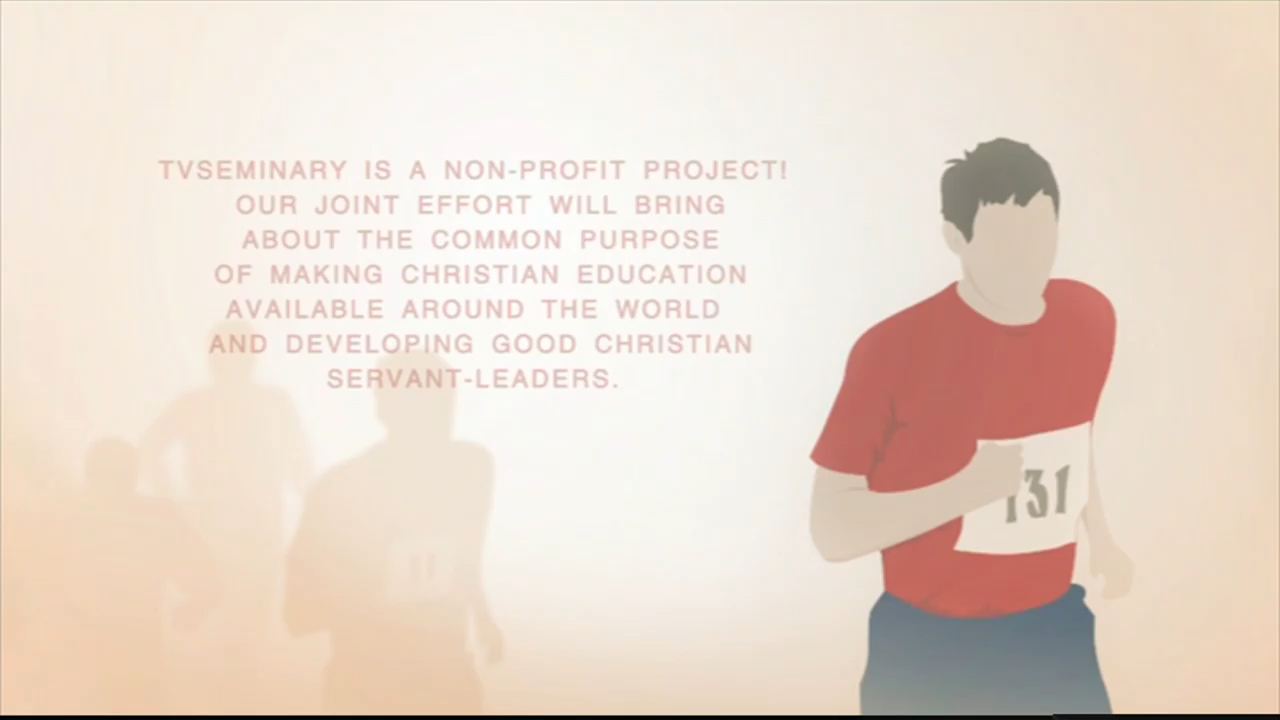 TVSEMINARY IS A NON-PROFIT PROJECT!
OUR JOINT EFFORT WILL BRING
ABOUT THE COMMON PURPOSE
OF MAKING CHRISTIAN EDUCATION
AVAILABLE AROUND THE WORLD
AND DEVELOPING GOOD CHRISTIAN
SERVANT-LEADERS.
131